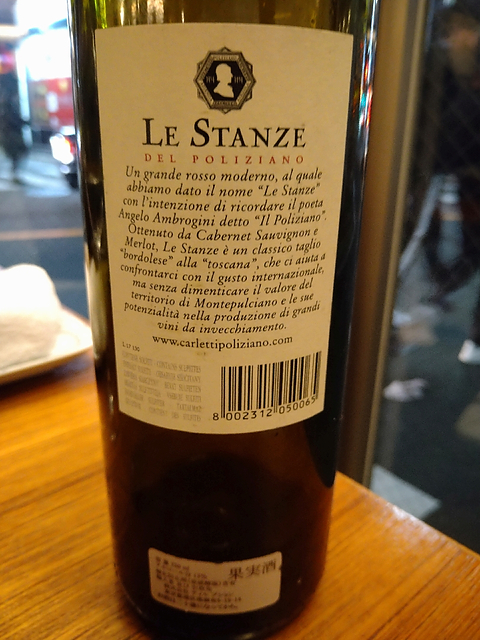 LE STANZE
DEL POLIZIANO
Un grande rosso moderno, al quale
abbiamo dato il nome “Le Stanze”
con l'intenzione di ricordare il poeta
Angelo Ambrogini detto “Il Poliziano”.
Ottenuto da Cabernet Sauvignon e
Merlot, Le Stanze è un classico taglio
“bordolese” alla “toscana”, che ci aiuta a
confrontarci con il gusto internazionale,
ma senza dimenticare il valore del
territorio di Montepulciano e le sue
potenzialità nella produzione di grandi
vini da invecchiamento.
www.carlettipoliziano.com
8 002312 050065
果実酒